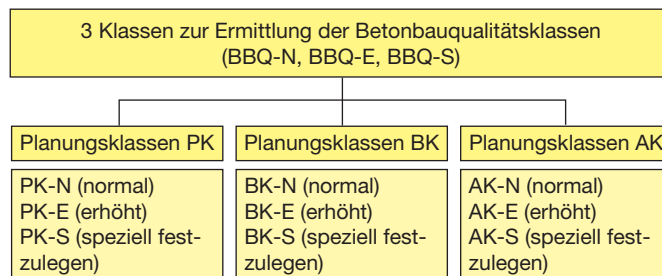 3 Klassen zur Ermittlung der Betonbauqualitätsklassen
(BBQ-N, BBQ-E, BBQ-S)
Planungsklassen PK
PK-N (normal)
PK-E (erhöht)
PK-S (speziell fest-
zulegen)
Planungsklassen BK
BK-N (normal)
BK-E (erhöht)
BK-S (speziell fest-
zulegen)
Planungsklassen AK
AK-N (normal)
AK-E (erhöht)
AK-S (speziell fest-
zulegen)